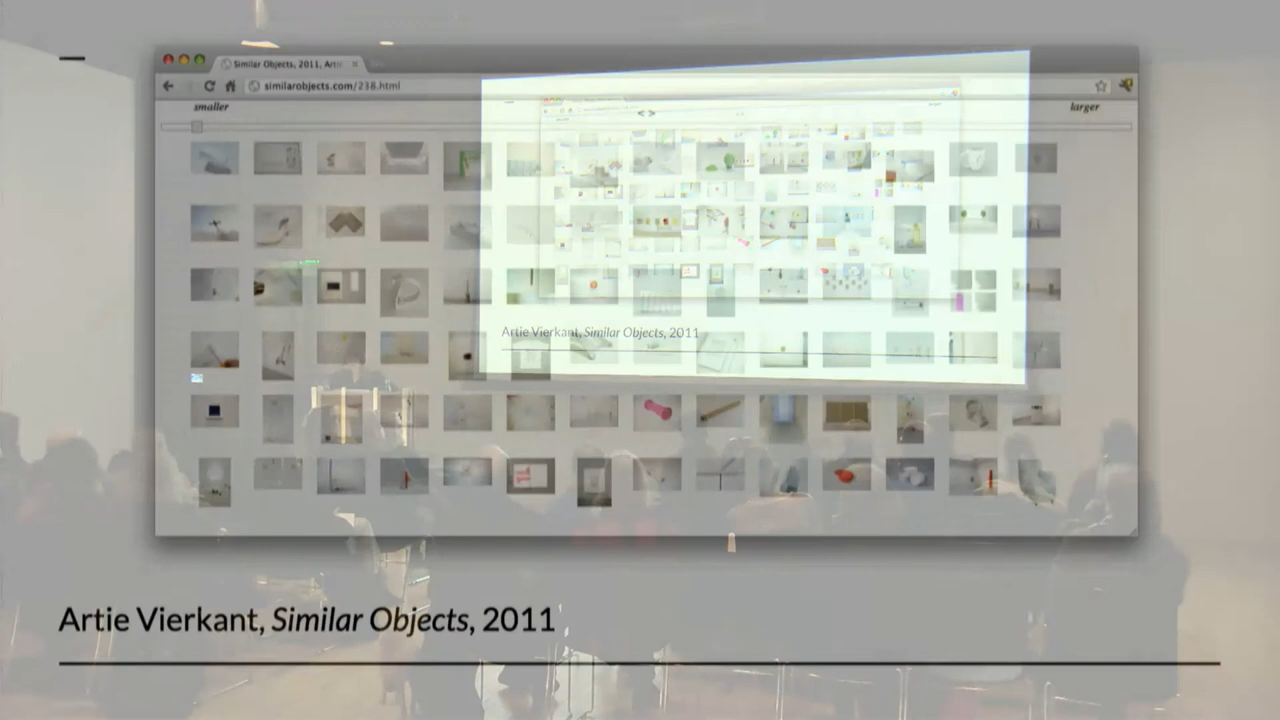 Similar Objects, 2011, Artie
similarobjects.com/238.html
smaller
larger
Artie Vierkant, Similar Objects, 2011
Artie Vierkant, Similar Objects, 2011